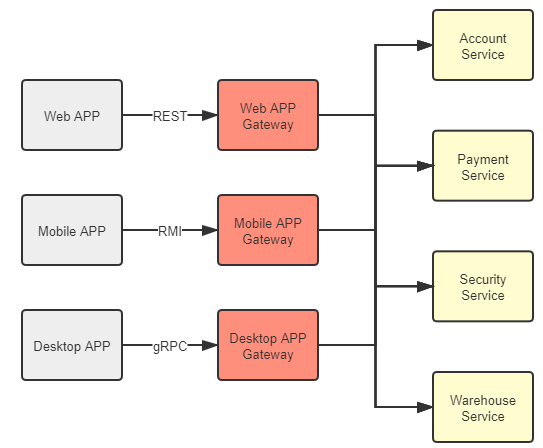 Account
Service
Web APP
REST
Web APP
Gateway
Payment
Service
Mobile APP
RMI
Mobile APP
Gateway
Security
Service
Desktop APP
gRPC
Desktop APP
Gateway
Warehouse
Service